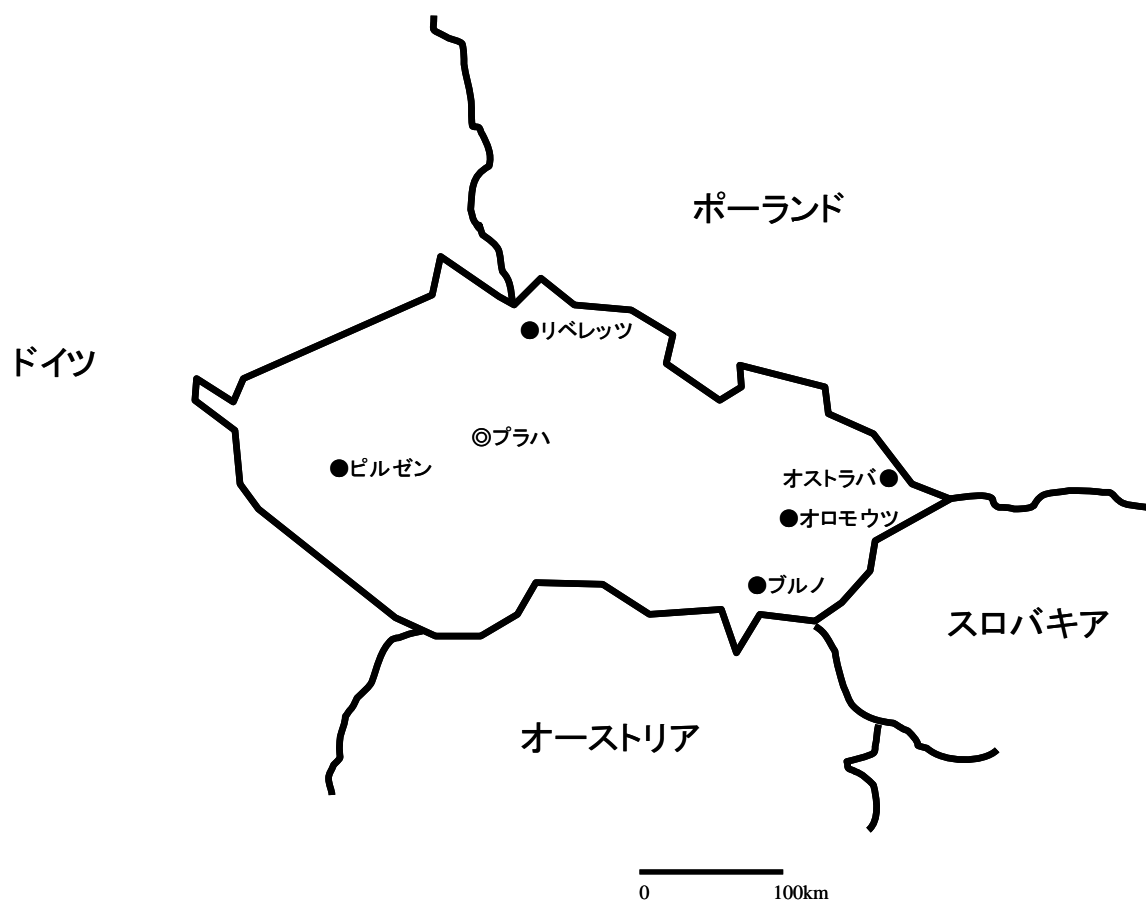 ポーランド
リベレッツ
ドイツ
◎プラハ
●ピルゼン
オストラバ
オロモウツ
ブルノ
スロバキア
オーストリア
0 100km